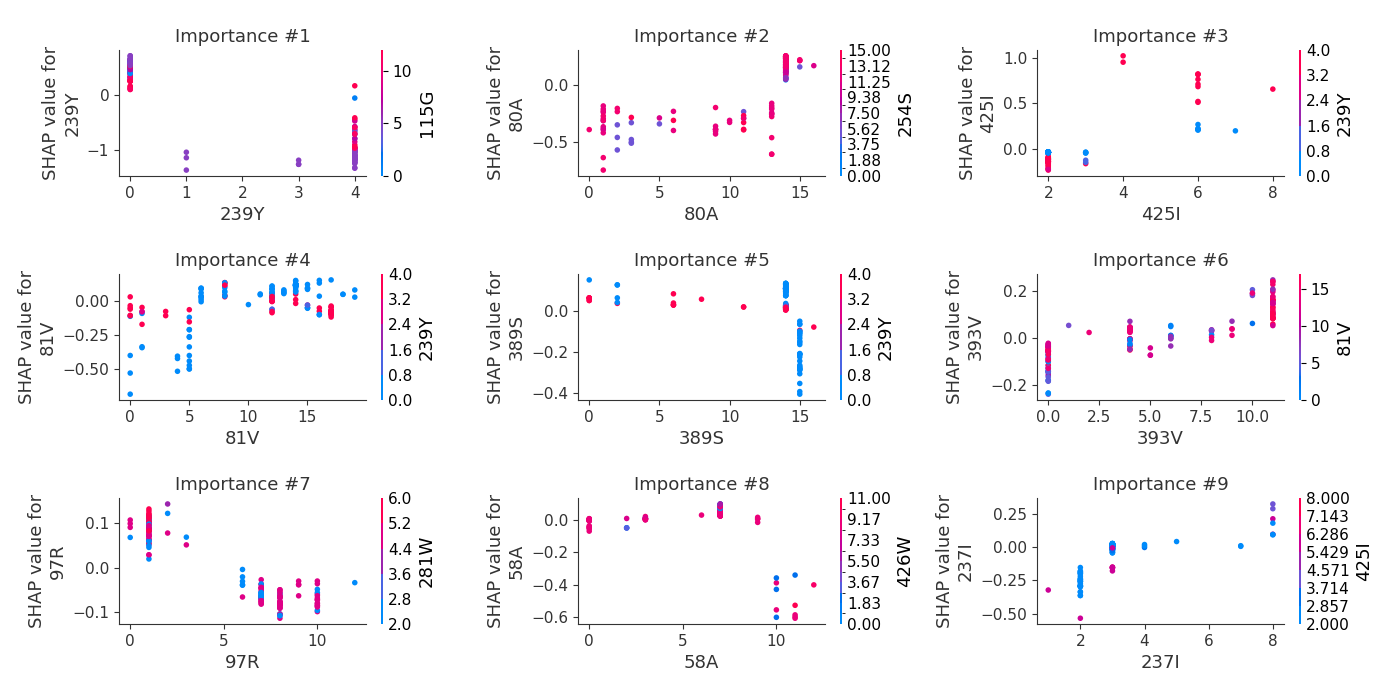 Importance #1
SHAP value for
239Y
0
−1
0
1
2
3
4
239Y
10
5
0
115G
Importance #2
SHAP value for
80A
0.0
−0.5
0
5
10
15
80A
15.00
13.12
11.25
9.38
7.50
5.62
3.75
1.88
0.00
254S
Importance #3
SHAP value for
425I
1.0
0.5
0.0
2
4
6
8
425I
4.0
3.2
2.4
1.6
0.8
0.0
239Y
Importance #4
SHAP value for
81V
0.00
−0.25
−0.50
0
5
10
15
81V
4.0
3.2
2.4
1.6
0.8
0.0
239Y
Importance #5
SHAP value for
389S
0.0
−0.2
−0.4
0
5
10
15
389S
4.0
3.2
2.4
1.6
0.8
0.0
239Y
Importance #6
SHAP value for
393V
0.2
0.0
−0.2
0.0
2.5
5.0
7.5
10.0
393V
15
10
5
0
81V
Importance #7
SHAP value for
97R
0.1
0.0
−0.1
0
5
10
97R
6.0
5.2
4.4
3.6
2.8
2.0
281W
Importance #8
SHAP value for
58A
0.0
−0.2
−0.4
−0.6
0
5
10
58A
11.00
9.17
7.33
5.50
3.67
1.83
0.00
426W
Importance #9
SHAP value for
237I
0.25
0.00
−0.25
−0.50
2
4
6
8
237I
8.000
7.143
6.286
5.429
4.571
3.714
2.857
2.000
425I